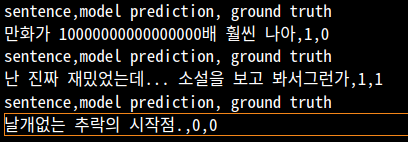 sentence,model prediction, ground truth
만화가 10000000000000000배 훨씬 나아,1,0
sentence,model prediction, ground truth
난 진짜 재밌었는데... 소설을 보고 봐서그런가,1,1
sentence,model prediction, ground truth
날개없는 추락의 시작점.,0,0